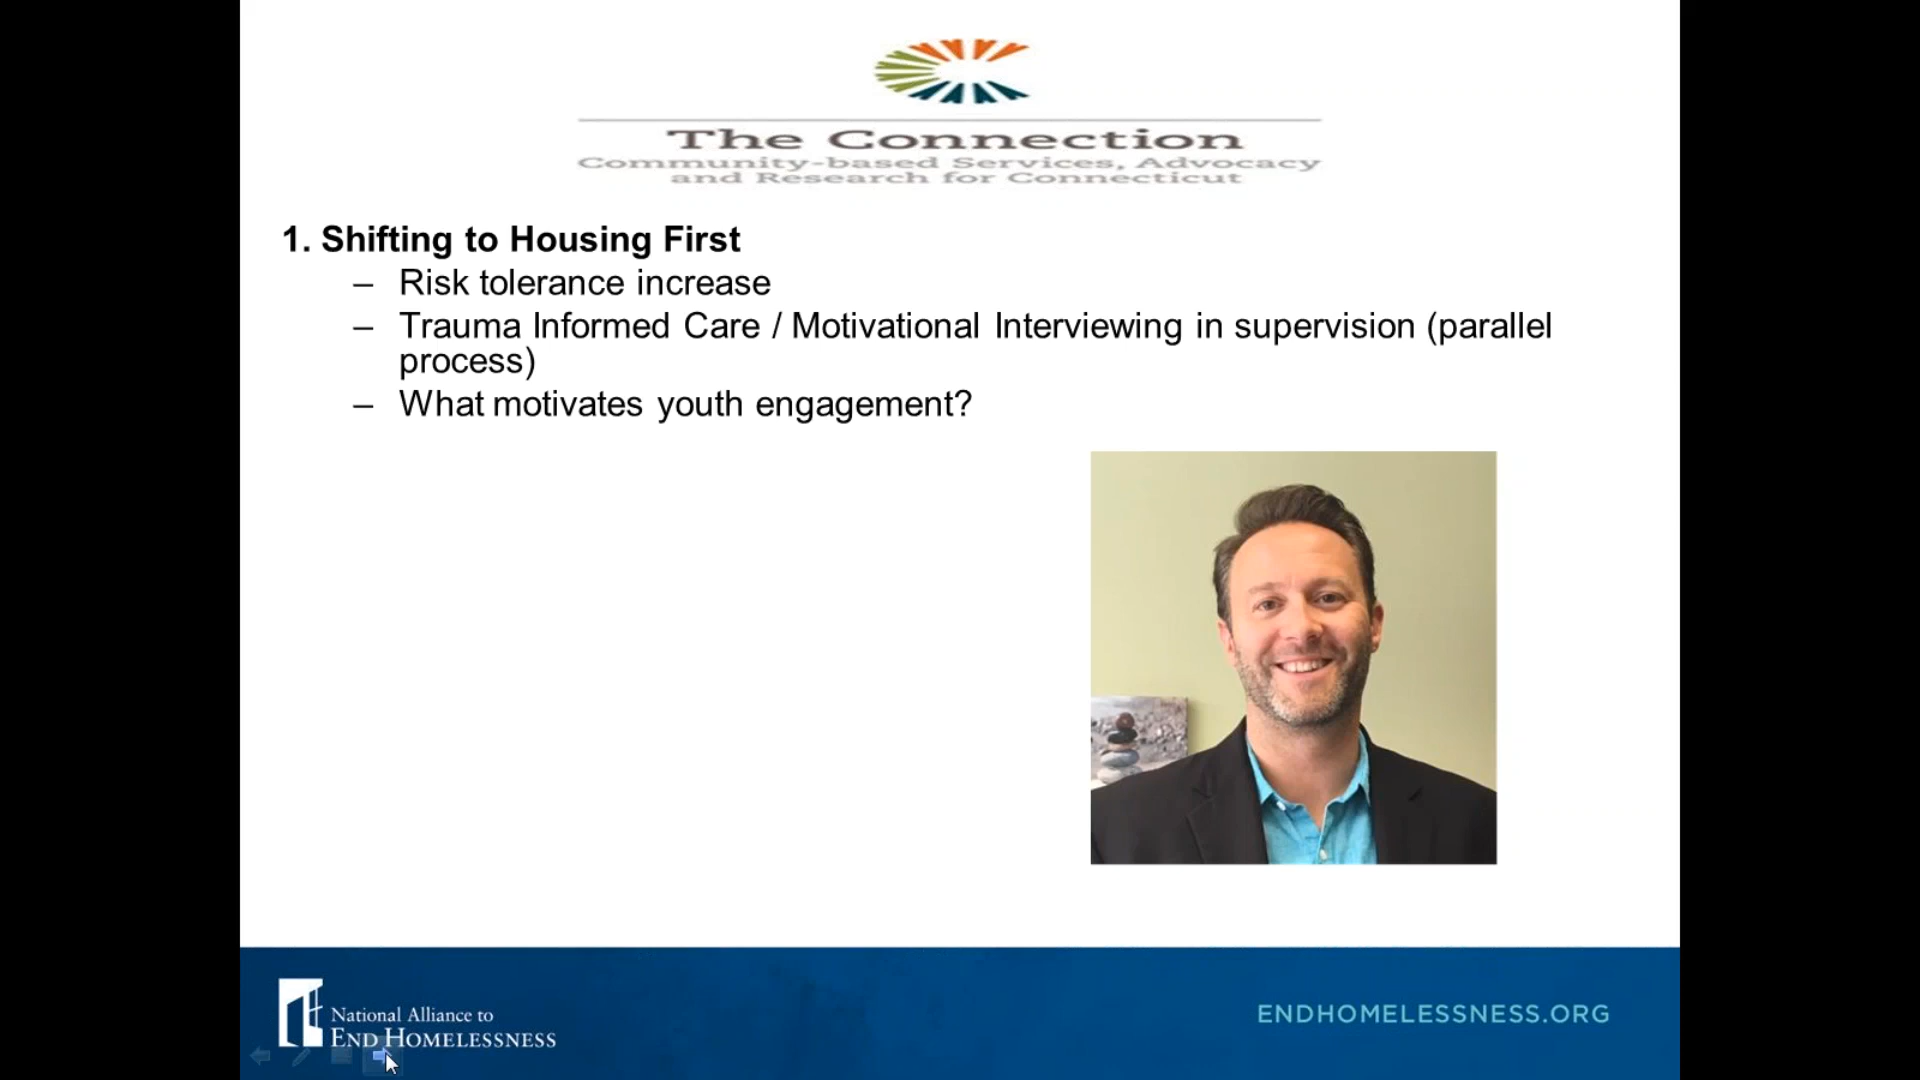 The Connection
Community-based Services, Advocacy
and Research for Connecticut
1. Shifting to Housing First
– Risk tolerance increase
– Trauma Informed Care / Motivational Interviewing in supervision (parallel
process)
– What motivates youth engagement?
National Alliance to
END HOMELESSNESS
ENDHOMELESSNESS.ORG